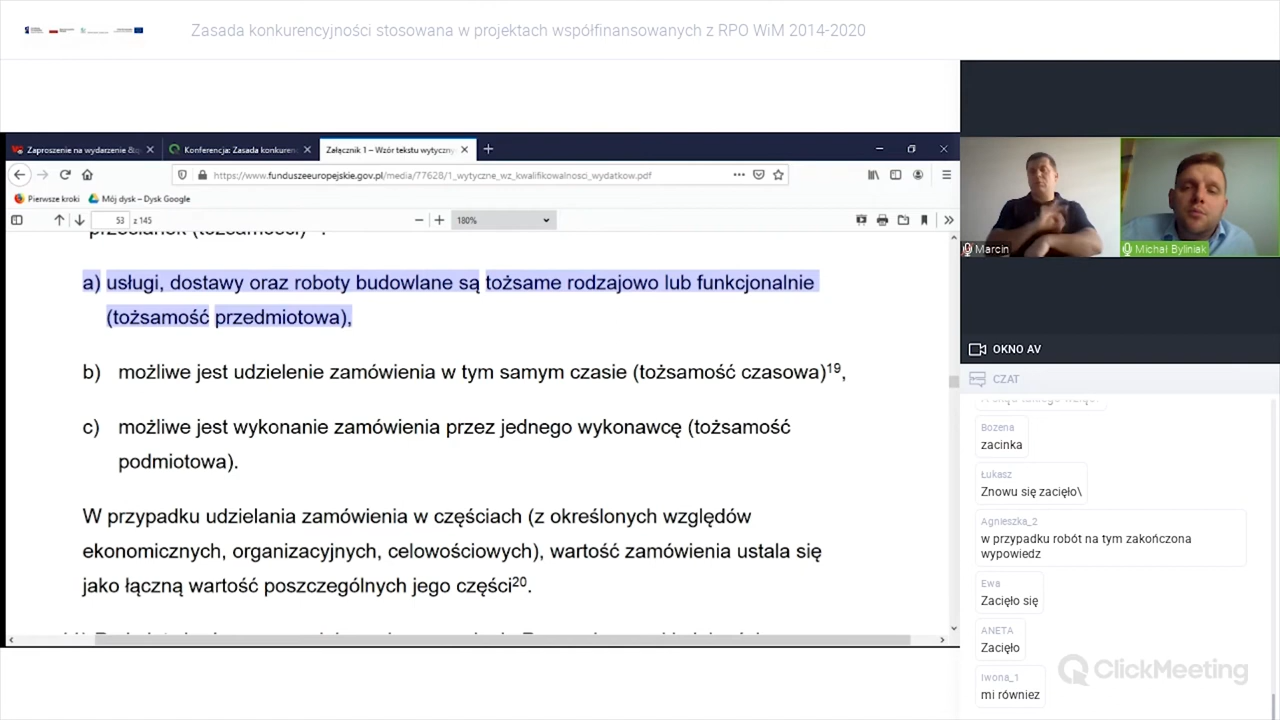 Zasada konkurencyjności stosowana w projektach współfinansowanych z RPO WiM 2014-2020
Zaproszenie na wydarzenie
Konferencja: Zasada konkuren
Załącznik 1 – Wzór tekstu wytyczny
https://www.funduszeeuropejskie.gov.pl/media/77628/1_wytyczne_wz_kwalifikowalnosci_wydatkow.pdf
Pierwsze kroki
Mój dysk – Dysk Google
53
z 145
180%
przesłanek (tożsamości)
a) usługi, dostawy oraz roboty budowlane są tożsame rodzajowo lub funkcjonalnie
(tożsamość przedmiotowa),
b) możliwe jest udzielenie zamówienia w tym samym czasie (tożsamość czasowa)19,
c) możliwe jest wykonanie zamówienia przez jednego wykonawcę (tożsamość
podmiotowa).
W przypadku udzielania zamówienia w częściach (z określonych względów
ekonomicznych, organizacyjnych, celowościowych), wartość zamówienia ustala się
jako łączną wartość poszczególnych jego części20.
Marcin
Michał Byliniak
OKNO AV
CZAT
Bozena
zacinka
Łukasz
Znowu się zacięło\
Agnieszka_2
w przypadku robót na tym zakończona
wypowiedz
Ewa
Zacięło się
ANETA
Zacięło
Iwona_1
mi równiez
ClickMeeting